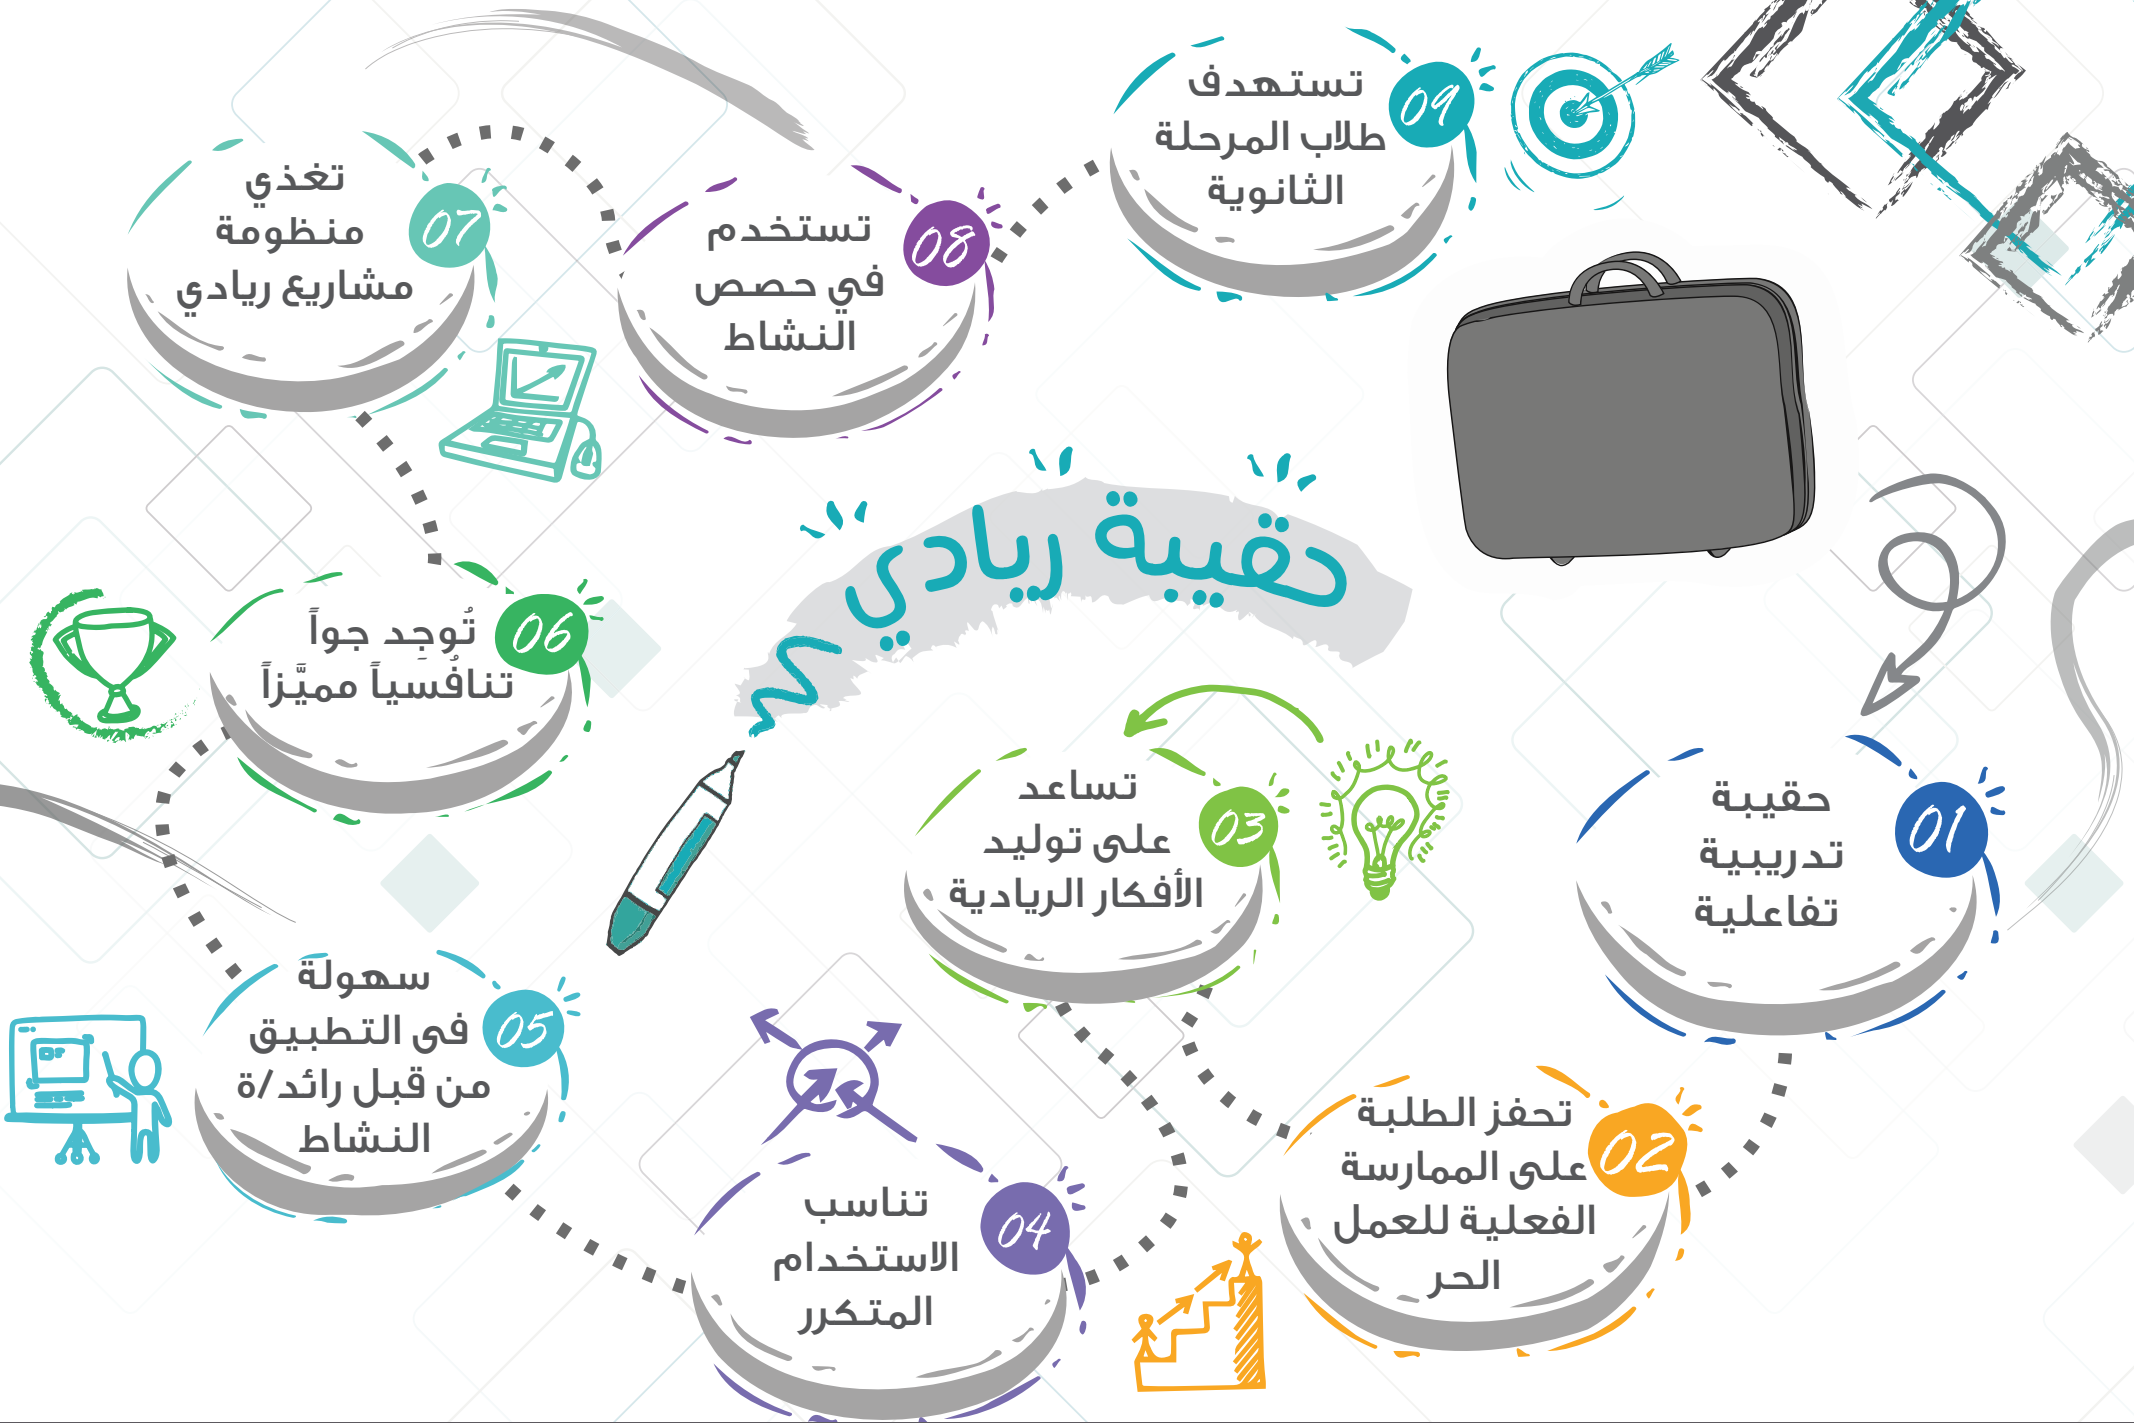 حقيبة ريادي
01
حقيبة
تدريبية
تفاعلية
02
تحفز الطلبة
على الممارسة
الفعلية للعمل
الحر
03
تساعد
على توليد
الأفكار الريادية
04
تناسب
الاستخدام
المتكرر
05
سهولة
في التطبيق
من قبل رائد/ة
النشاط
06
تُوجِد جواً
تنافُسياً مميَّزاً
07
تغذي
منظومة
مشاريع ريادي
08
تستخدم
في حصص
النشاط
09
تستهدف
طلاب المرحلة
الثانوية